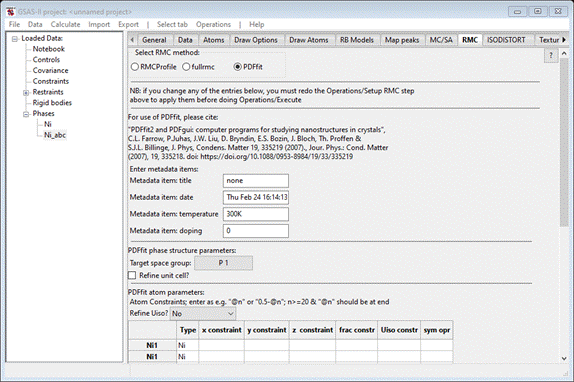 GSAS-II project: <unnamed project>
File Data Calculate Import Export | Select tab Operations | Help
Loaded Data:
Notebook
Controls
Covariance
Constraints
Restraints
Rigid bodies
Phases
Ni
Ni_abc
General Data Atoms Draw Options Draw Atoms RB Models Map peaks MC/SA RMC ISODISTORT Textur
Select RMC method:
RMCProfile fullrmc PDFfit
?
NB: if you change any of the entries below, you must redo the Operations/Setup RMC step
above to apply them before doing Operations/Execute
For use of PDFfit, please cite:
"PDFfit2 and PDFgui: computer programs for studying nanostructures in crystals",
C.L. Farrow, P.Juhas, J.W. Liu, D. Bryndin, E.S. Bozin, J. Bloch, Th. Proffen &
S.J.L. Billinge, J. Phys, Condens. Matter 19, 335219 (2007)., Jour. Phys.: Cond. Matter
(2007), 19, 335218. doi: https://doi.org/10.1088/0953-8984/19/33/335219
Enter metadata items:
Metadata item: title none
Metadata item: date Thu Feb 24 16:14:13
Metadata item: temperature 300K
Metadata item: doping 0
PDFfit phase structure parameters:
Target space group: P 1
Refine unit cell?
PDFfit atom parameters:
Atom Constraints; enter as e.g. "@n" or "0.5-@n"; n>=20 & "@n" should be at end
Refine Uiso? No
Type x constraint y constraint z constraint frac constr Uiso constr sym opr
Ni1 Ni
Ni1 Ni